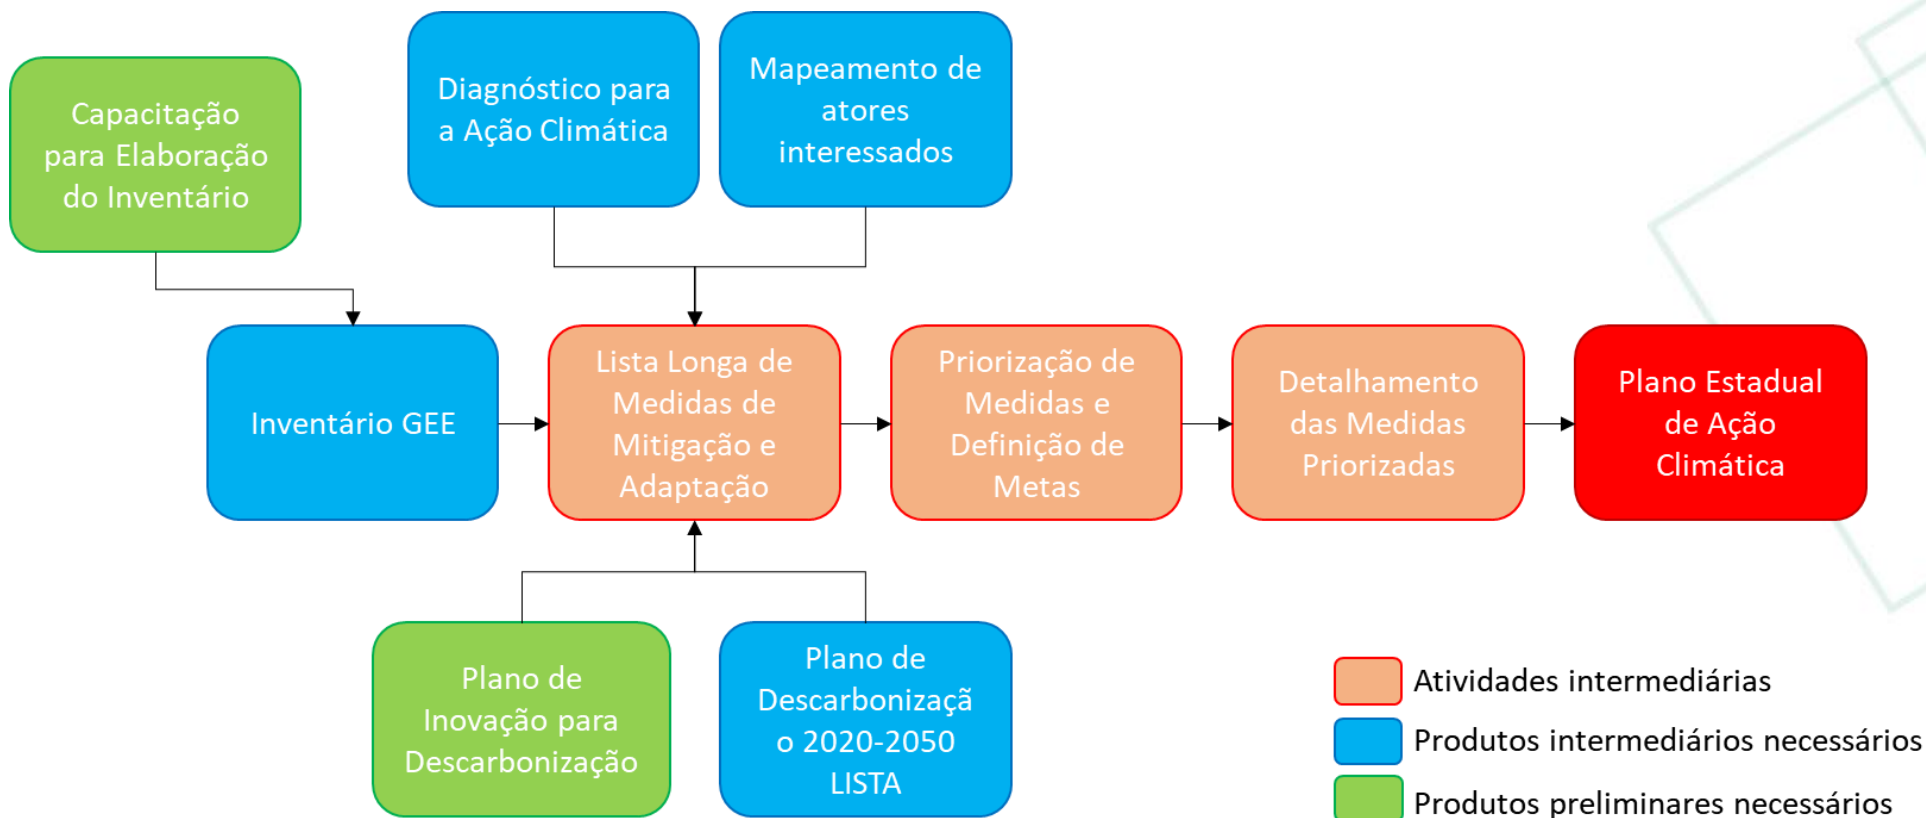 Capacitação
para Elaboração
do Inventário
Diagnóstico para
a Ação Climática
Mapeamento de
atores
interessados
Inventário GEE
Lista Longa de
Medidas de
Mitigação e
Adaptação
Priorização de
Medidas e
Definição de
Metas
Detalhamento
das Medidas
Priorizadas
Plano Estadual
de Ação
Climática
Plano de
Inovação para
Descarbonização
Plano de
Descarbonizaçã
o 2020-2050
LISTA
Atividades intermediárias
Produtos intermediários necessários
Produtos preliminares necessários